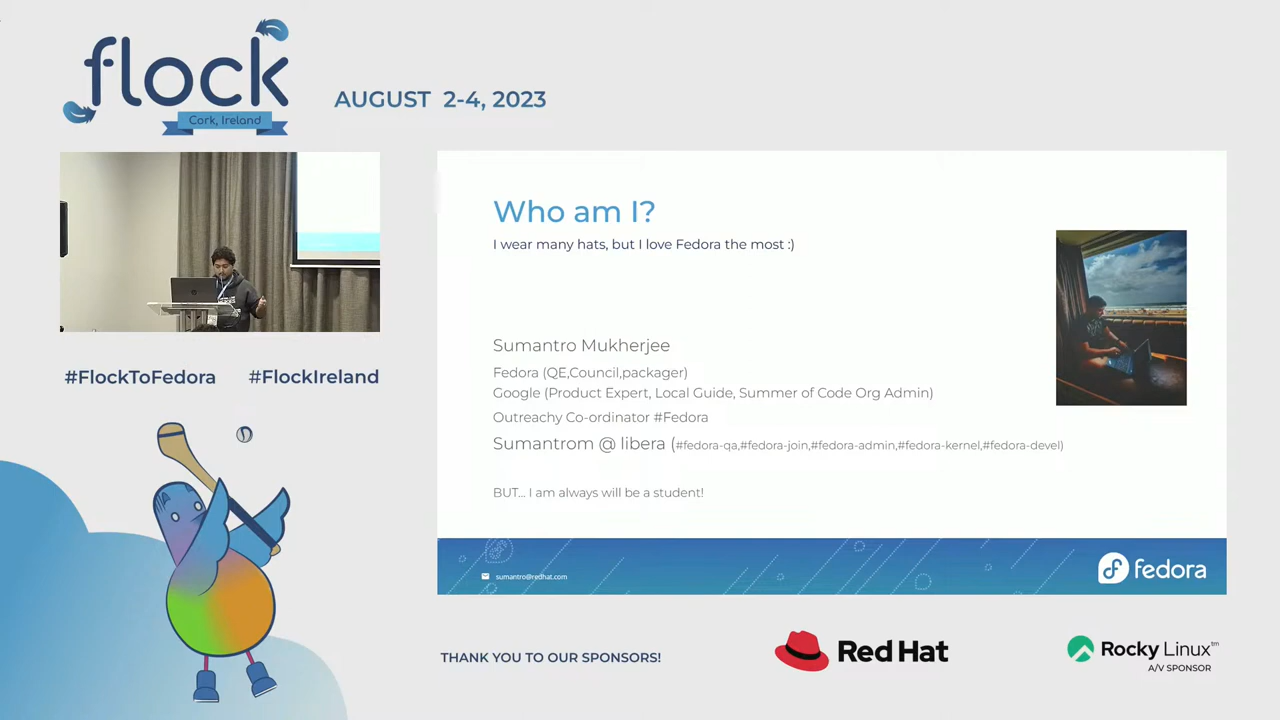 flock
Cork, Ireland
AUGUST 2-4, 2023
#FlockToFedora #FlockIreland
Who am I?
I wear many hats, but I love Fedora the most :)
Sumantro Mukherjee
Fedora (QE,Council,packager)
Google (Product Expert, Local Guide, Summer of Code Org Admin)
Outreachy Co-ordinator #Fedora
Sumantrom @ libera (#fedora-qa,#fedora-join,#fedora-admin,#fedora-kernel,#fedora-devel)
BUT... I am always will be a student!
sumantro@redhat.com
fedora
THANK YOU TO OUR SPONSORS!
Red Hat
Rocky Linux™
A/V SPONSOR